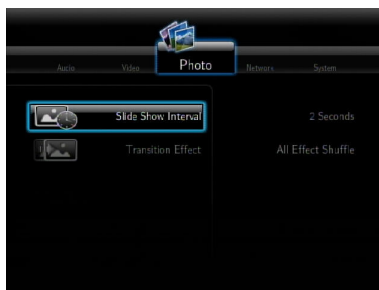 Audio Video Photo Network System
Slide Show Interval 2 Seconds
Transition Effect All Effect Shuffle